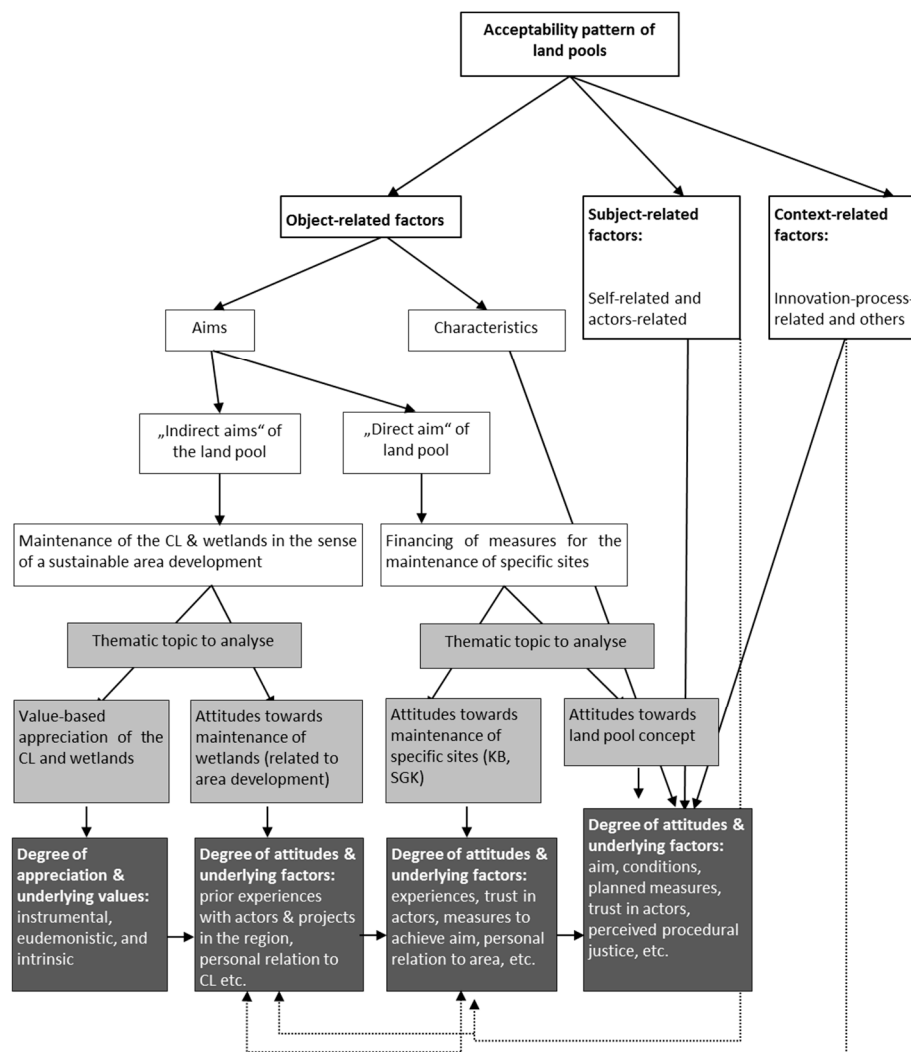 Acceptability pattern of
land pools
Object-related factors
Subject-related
factors:
Self-related and
actors-related
Context-related
factors:
Innovation-process-
related and others
Aims
Characteristics
„Indirect aims“ of
the land pool
„Direct aim“ of
land pool
Maintenance of the CL & wetlands in the sense
of a sustainable area development
Financing of measures for the
maintenance of specific sites
Thematic topic to analyse
Thematic topic to analyse
Value-based
appreciation of the
CL and wetlands
Attitudes towards
maintenance of
wetlands (related to
area development)
Attitudes towards
maintenance of
specific sites (KB,
SGK)
Attitudes towards
land pool concept
Degree of
appreciation &
underlying values:
instrumental,
eudemonistic, and
intrinsic
Degree of attitudes &
underlying factors:
prior experiences
with actors & projects
in the region,
personal relation to
CL etc.
Degree of attitudes &
underlying factors:
experiences, trust in
actors, measures to
achieve aim, personal
relation to area, etc.
Degree of attitudes &
underlying factors:
aim, conditions,
planned measures,
trust in actors,
perceived procedural
justice, etc.